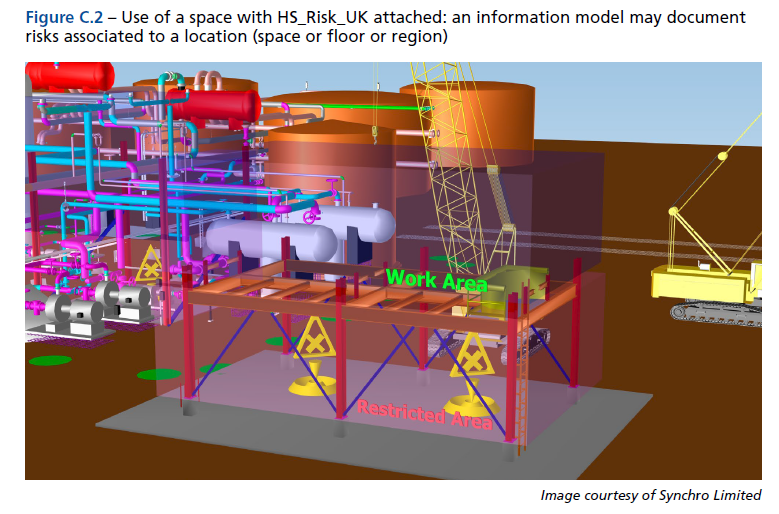 Figure C.2 – Use of a space with HS_Risk_UK attached: an information model may document
risks associated to a location (space or floor or region)
Work Area
Restricted Area
Image courtesy of Synchro Limited